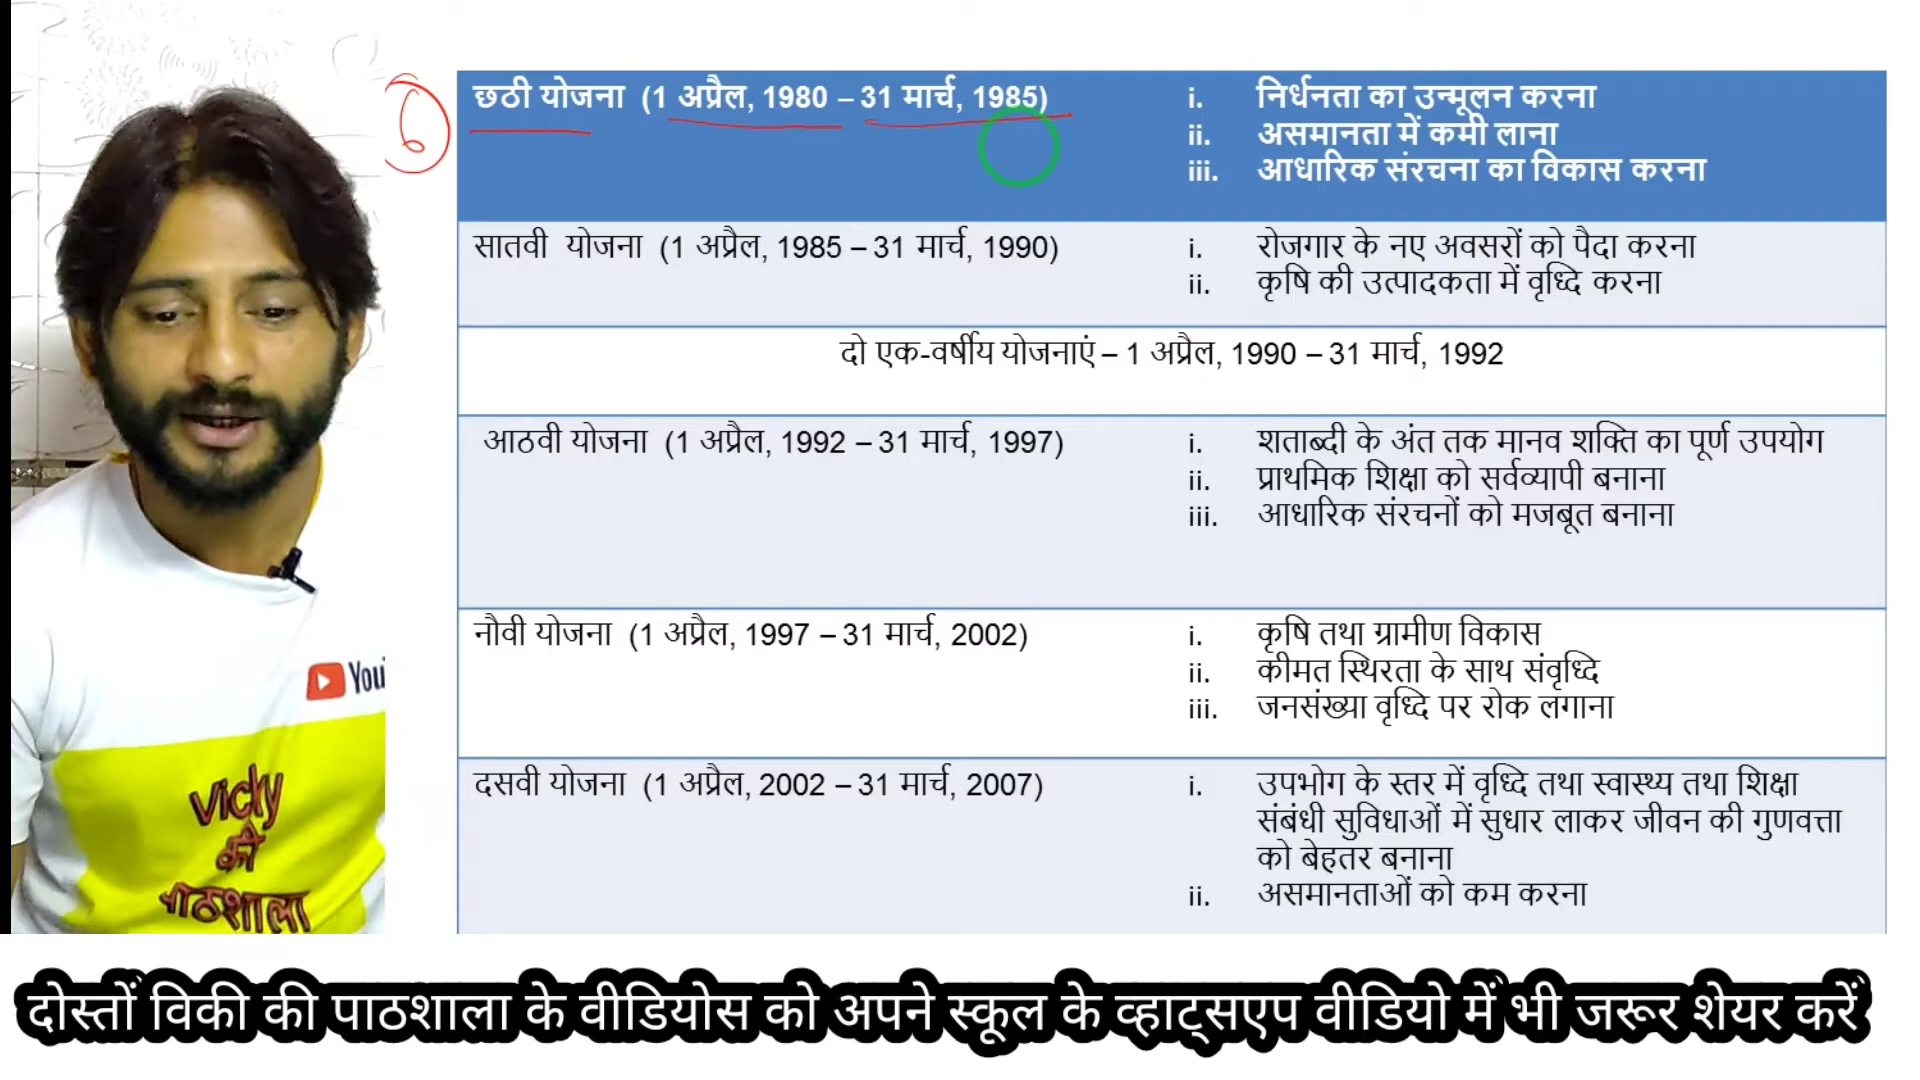 6
छठी योजना (1 अप्रैल, 1980 – 31 मार्च, 1985)
i. निर्धनता का उन्मूलन करना
ii. असमानता में कमी लाना
iii. आधारिक संरचना का विकास करना
सातवी योजना (1 अप्रैल, 1985 – 31 मार्च, 1990)
i. रोजगार के नए अवसरों को पैदा करना
ii. कृषि की उत्पादकता में वृध्दि करना
दो एक-वर्षीय योजनाएं – 1 अप्रैल, 1990 – 31 मार्च, 1992
आठवी योजना (1 अप्रैल, 1992 – 31 मार्च, 1997)
i. शताब्दी के अंत तक मानव शक्ति का पूर्ण उपयोग
ii. प्राथमिक शिक्षा को सर्वव्यापी बनाना
iii. आधारिक संरचनों को मजबूत बनाना
नौवी योजना (1 अप्रैल, 1997 – 31 मार्च, 2002)
i. कृषि तथा ग्रामीण विकास
ii. कीमत स्थिरता के साथ संवृध्दि
iii. जनसंख्या वृध्दि पर रोक लगाना
दसवी योजना (1 अप्रैल, 2002 – 31 मार्च, 2007)
i. उपभोग के स्तर में वृध्दि तथा स्वास्थ्य तथा शिक्षा
संबंधी सुविधाओं में सुधार लाकर जीवन की गुणवत्ता
को बेहतर बनाना
ii. असमानताओं को कम करना
You
Vicky
की
पाठशाला
दोस्तों विकी की पाठशाला के वीडियोस को अपने स्कूल के व्हाट्सएप वीडियो में भी जरूर शेयर करें